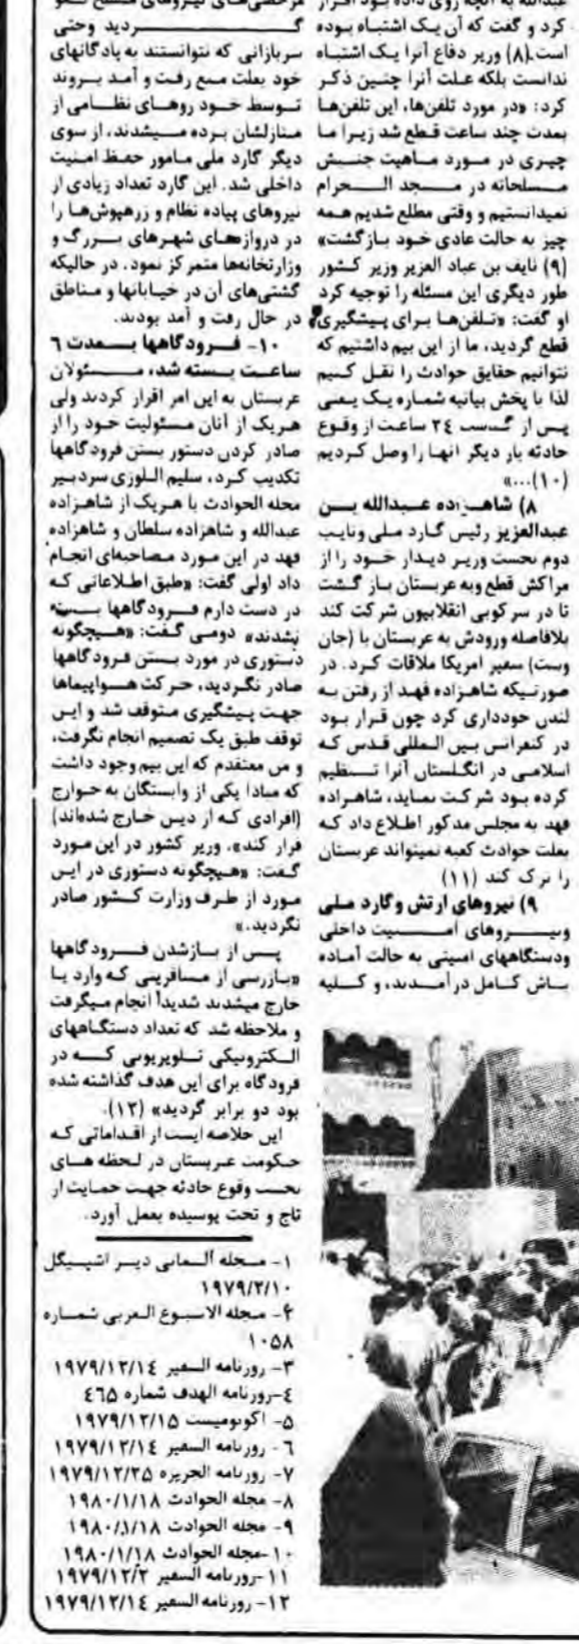 عبدالله به آنچه روی داده بود اقرار
کرد و گفت که آن یک اشتباه بوده
است.(۸) وزیر دفاع آنرا یک اشتباه
ندانست بلکه علت آنرا چنین ذکر
کرد: «در مورد تلفن‌ها، این تلفن‌ها
بمدت چند ساعت قطع شد زیرا ما
چیزی در مورد ماهیت جنبش
مسلحانه در مسجد الحرام
نمیدانستیم و وقتی مطلع شدیم همه
چیز به حالت عادی خود بازگشت»
(۹) نایف بن عباد العزیز وزیر کشور
طور دیگری این مسئله را توجیه کرد
او گفت: «تلفن‌ها برای پیشگیری
قطع گردید، ما از این بیم داشتیم که
نتوانیم حقایق حوادث را نقل کنیم
لذا با پخش بیانیه شماره یک یعنی
پس از گذشت ۲٤ ساعت از وقوع
حادثه بار دیگر آنها را وصل کردیم
...»(۱۰)
۸) شاهزاده عبدالله بن
عبدالعزیز رئیس گارد ملی ونایب
دوم نخست وزیر دیدار خود را از
مراکش قطع وبه عربستان باز گشت
تا در سرکوبی انقلابیون شرکت کند
بلافاصله ورودش به عربستان با (جان
وست) سفیر امریکا ملاقات کرد. در
صورتیکه شاهزاده فهد از رفتن به
لندن خودداری کرد چون قرار بود
در کنفرانس بین المللی قدس که
اسلامی در انگلستان آنرا تنظیم
کرده بود شرکت نماید، شاهزاده
فهد به مجلس مذکور اطلاع داد که
بعلت حوادث کعبه نمیتواند عربستان
را ترک کند (۱۱)
۹) نیروهای ارتش وگارد ملی
ونیروهای امنیت داخلی
ودستگاههای امنیتی به حالت آماده
باش کامل در آمدند، و کلیه
مرخصی‌های نیروهای مسلح لغو
گردید وحتی
سربازانی که نتوانستند به پادگانهای
خود بعلت منع رفت و آمد بروند
توسط خود روهای نظامی از
منازلشان برده میشدند، از سوی
دیگر گارد ملی مامور حفظ امنیت
داخلی شد. این گارد تعداد زیادی از
نیروهای پیاده نظام و زرهپوش‌ها را
در دروازه‌های شهرهای بزرگ و
وزارتخانه‌ها متمرکز نمود. در حالیکه
گشتی‌های آن در خیابانها و مناطق
در حال رفت و آمد بودند.
۱۰- فرودگاهها بمدت ٦
ساعت بسته شد، مسئولان
عربستان به این امر اقرار کردند ولی
هریک از آنان مسئولیت خود را از
صادر کردن دستور بستن فرودگاهها
تکذیب کرد، سلیم اللوزی سردبیر
مجله الحوادث با هریک از شاهزاده
عبدالله و شاهزاده سلطان و شاهزاده
فهد در این مورد مصاحبه‌ای انجام
داد اولی گفت: «طبق اطلاعاتی که
در دست دارم فرودگاهها بسته
نشدند» دومی گفت: «هیچگونه
دستوری در مورد بستن فرودگاهها
صادر نگردید، حرکت هواپیماها
جهت پیشگیری متوقف شد و این
توقف طبق یک تصمیم انجام نگرفت،
و من معتقدم که این بیم وجود داشت
که مبادا یکی از وابستگان به خوارج
(افرادی که از دین خارج شده‌اند)
فرار کند»، وزیر کشور در این مورد
گفت: «هیچگونه دستوری در این
مورد از طرف وزارت کشور صادر
نگردید.»
پس از بازشدن فرودگاهها
«بازرسی از مسافرینی که وارد یا
خارج میشدند شدیداً انجام میگرفت
و ملاحظه شد که تعداد دستگاههای
الکترونیکی تلویزیونی که در
فرودگاه برای این هدف گذاشته شده
بود دو برابر گردید» (۱۲).
این خلاصه ایست از اقداماتی که
حکومت عربستان در لحظه های
نخست وقوع حادثه جهت حمایت از
تاج و تخت پوسیده بعمل آورد.
۱- مجله آلمانی دیر اشپیگل
۱۹۷۹/۲/۱۰
۲- مجله الاسبوع العربی شماره
۱۰۵۸
۳- روزنامه السفیر ۱۹۷۹/۱۲/۱٤
٤-روزنامه الهدف شماره ٤٦۵
۵- اکونومیست ۱۹۷۹/۱۲/۱۵
٦- روزنامه السفیر ۱۹۷۹/۱۲/۱٤
۷- روزنامه الجزیره ۱۹۷۹/۱۲/۲۵
۸- مجله الحوادث ۱۹۸۰/۱/۱۸
۹- مجله الحوادث ۱۹۸۰/۱/۱۸
۱۰-مجله الحوادث ۱۹۸۰/۱/۱۸
۱۱-روزنامه السفیر ۱۹۷۹/۱۲/۲
۱۲- روزنامه السفیر ۱۹۷۹/۱۲/۱٤